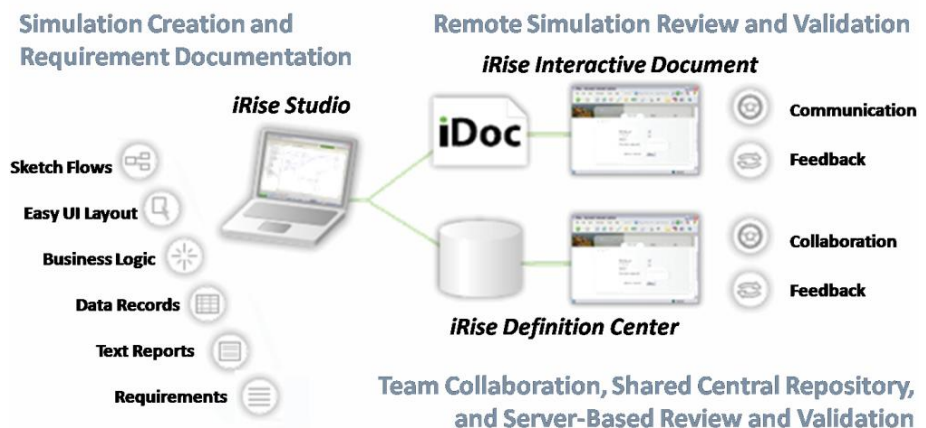 Simulation Creation and
Requirement Documentation
iRise Studio
Sketch Flows
Easy UI Layout
Business Logic
Data Records
Text Reports
Requirements
Remote Simulation Review and Validation
iRise Interactive Document
iDoc
Communication
Feedback
Collaboration
Feedback
iRise Definition Center
Team Collaboration, Shared Central Repository,
and Server-Based Review and Validation